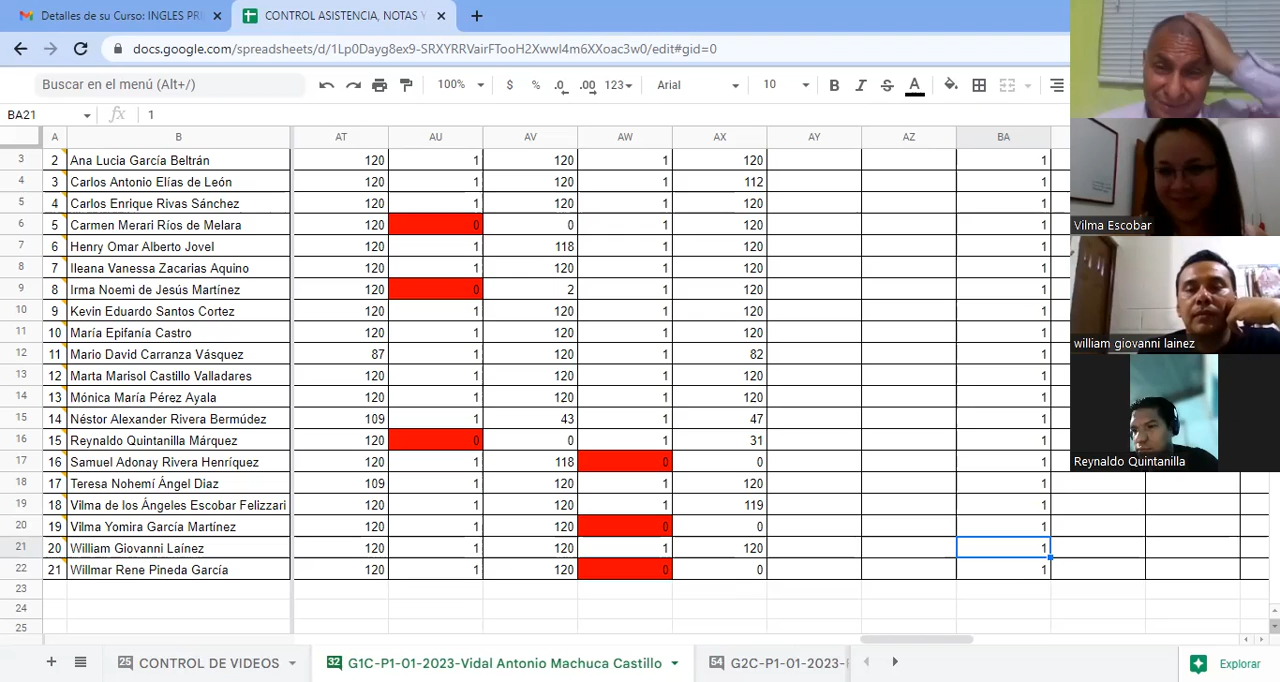 Detalles de su Curso: INGLES PRI × CONTROL ASISTENCIA, NOTAS Y ×
docs.google.com/spreadsheets/d/1Lp0Dayg8ex9-SRXYRRVairFTooH2XwwI4m6XXoac3w0/edit#gid=0
Buscar en el menú (Alt+/) 100% $ % .0 .00 123 Arial 10 B I S A
BA21 fx 1
A B AT AU AV AW AX AY AZ BA
3 2 Ana Lucia García Beltrán 120 1 120 1 120 1
4 3 Carlos Antonio Elías de León 120 1 120 1 112 1
5 4 Carlos Enrique Rivas Sánchez 120 1 120 1 120 1
6 5 Carmen Merari Ríos de Melara 120 0 0 1 120 1
7 6 Henry Omar Alberto Jovel 120 1 118 1 120 1
8 7 Ileana Vanessa Zacarias Aquino 120 1 120 1 120 1
9 8 Irma Noemi de Jesús Martínez 120 0 120 1 120 1
10 9 Kevin Eduardo Santos Cortez 120 1 120 1 120 1
11 10 María Epifanía Castro 120 1 120 1 120 1
12 11 Mario David Carranza Vásquez 87 1 120 1 82 1
13 12 Marta Marisol Castillo Valladares 120 1 120 1 120 1
14 13 Mónica María Pérez Ayala 120 1 120 1 120 1
15 14 Néstor Alexander Rivera Bermúdez 109 1 43 1 47 1
16 15 Reynaldo Quintanilla Márquez 120 0 0 1 31 1
17 16 Samuel Adonay Rivera Henríquez 120 1 118 0 0 1
18 17 Teresa Nohemí Ángel Diaz 109 1 120 1 120 1
19 18 Vilma de los Ángeles Escobar Felizzari 120 1 120 1 119 1
20 19 Vilma Yomira García Martínez 120 1 120 0 0 1
21 20 William Giovanni Laínez 120 1 120 1 120 1
22 21 Willmar Rene Pineda García 120 1 120 0 0 1
23
24
25
CONTROL DE VIDEOS 25 G1C-P1-01-2023-Vidal Antonio Machuca Castillo 32 G2C-P1-01-2023- 54 Explorar
Vilma Escobar
william giovanni lainez
Reynaldo Quintanilla